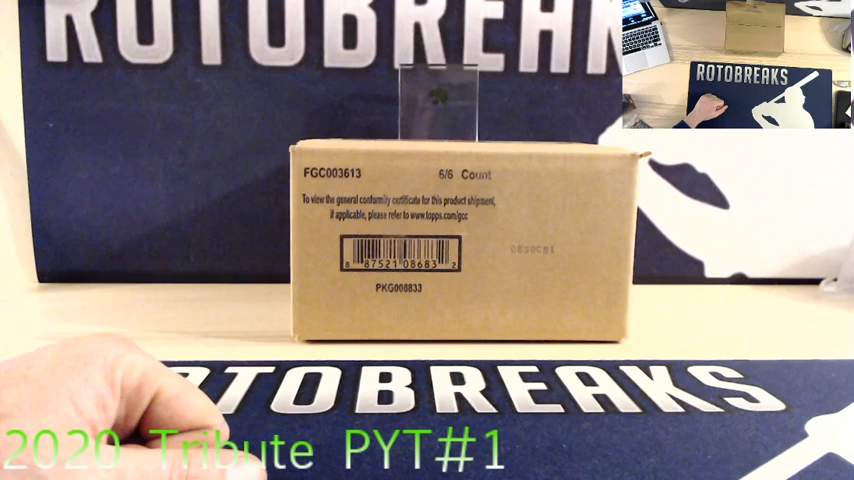 ROTOBREAK
ROTOBREAKS
FGC003613 6/6 Count
To view the general conformity certificate for this product shipment,
if applicable, please refer to www.topps.com/gcc
8 87521 08683 2
PKG008833
ROTOBREAKS
2020 Tribute PYT#1